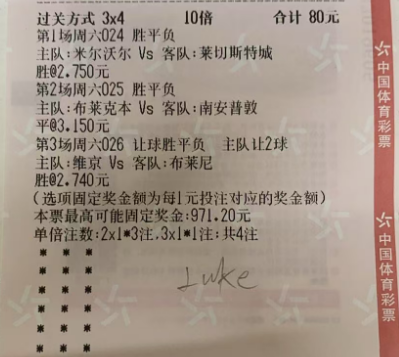 过关方式 3x4 10倍 合计 80元
第1场周六024 胜平负
主队:米尔沃尔 Vs 客队:莱切斯特城
胜@2.750元
第2场周六025 胜平负
主队:布莱克本 Vs 客队:南安普敦
平@3.150元
第3场周六026 让球胜平负 主队让2球
主队:维京 Vs 客队:布莱尼
胜@2.740元
(选项固定奖金额为每1元投注对应的奖金额)
本票最高可能固定奖金:971.20元
单倍注数:2x1*3注,3x1*1注:共4注
* * *
* * *
* * *
* * *
* * *
* * *
* * *
Luke
中国体育彩票
中国体育彩票